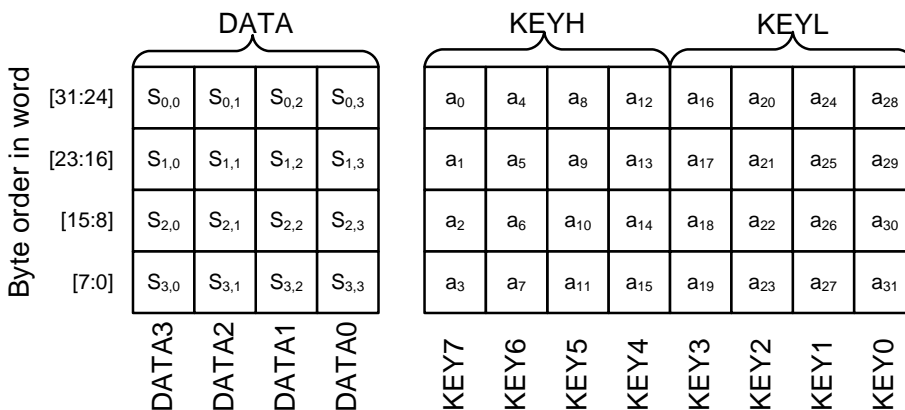 DATA KEYH KEYL
Byte order in word
[31:24] S0,0 S0,1 S0,2 S0,3 a0 a4 a8 a12 a16 a20 a24 a28
[23:16] S1,0 S1,1 S1,2 S1,3 a1 a5 a9 a13 a17 a21 a25 a29
[15:8] S2,0 S2,1 S2,2 S2,3 a2 a6 a10 a14 a18 a22 a26 a30
[7:0] S3,0 S3,1 S3,2 S3,3 a3 a7 a11 a15 a19 a23 a27 a31
DATA3 DATA2 DATA1 DATA0 KEY7 KEY6 KEY5 KEY4 KEY3 KEY2 KEY1 KEY0